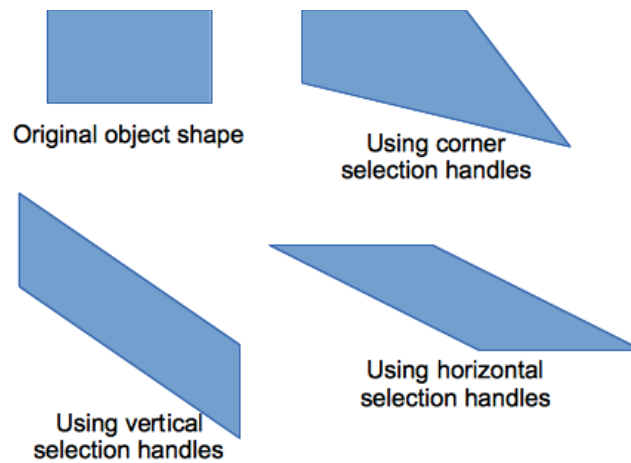 Original object shape
Using corner
selection handles
Using vertical
selection handles
Using horizontal
selection handles